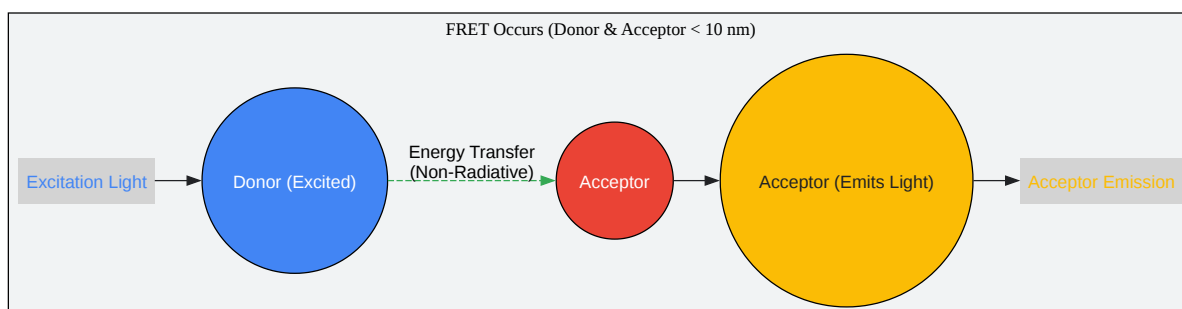 FRET Occurs (Donor & Acceptor < 10 nm)
Excitation Light
Donor (Excited)
Energy Transfer
(Non-Radiative)
Acceptor
Acceptor (Emits Light)
Acceptor Emission